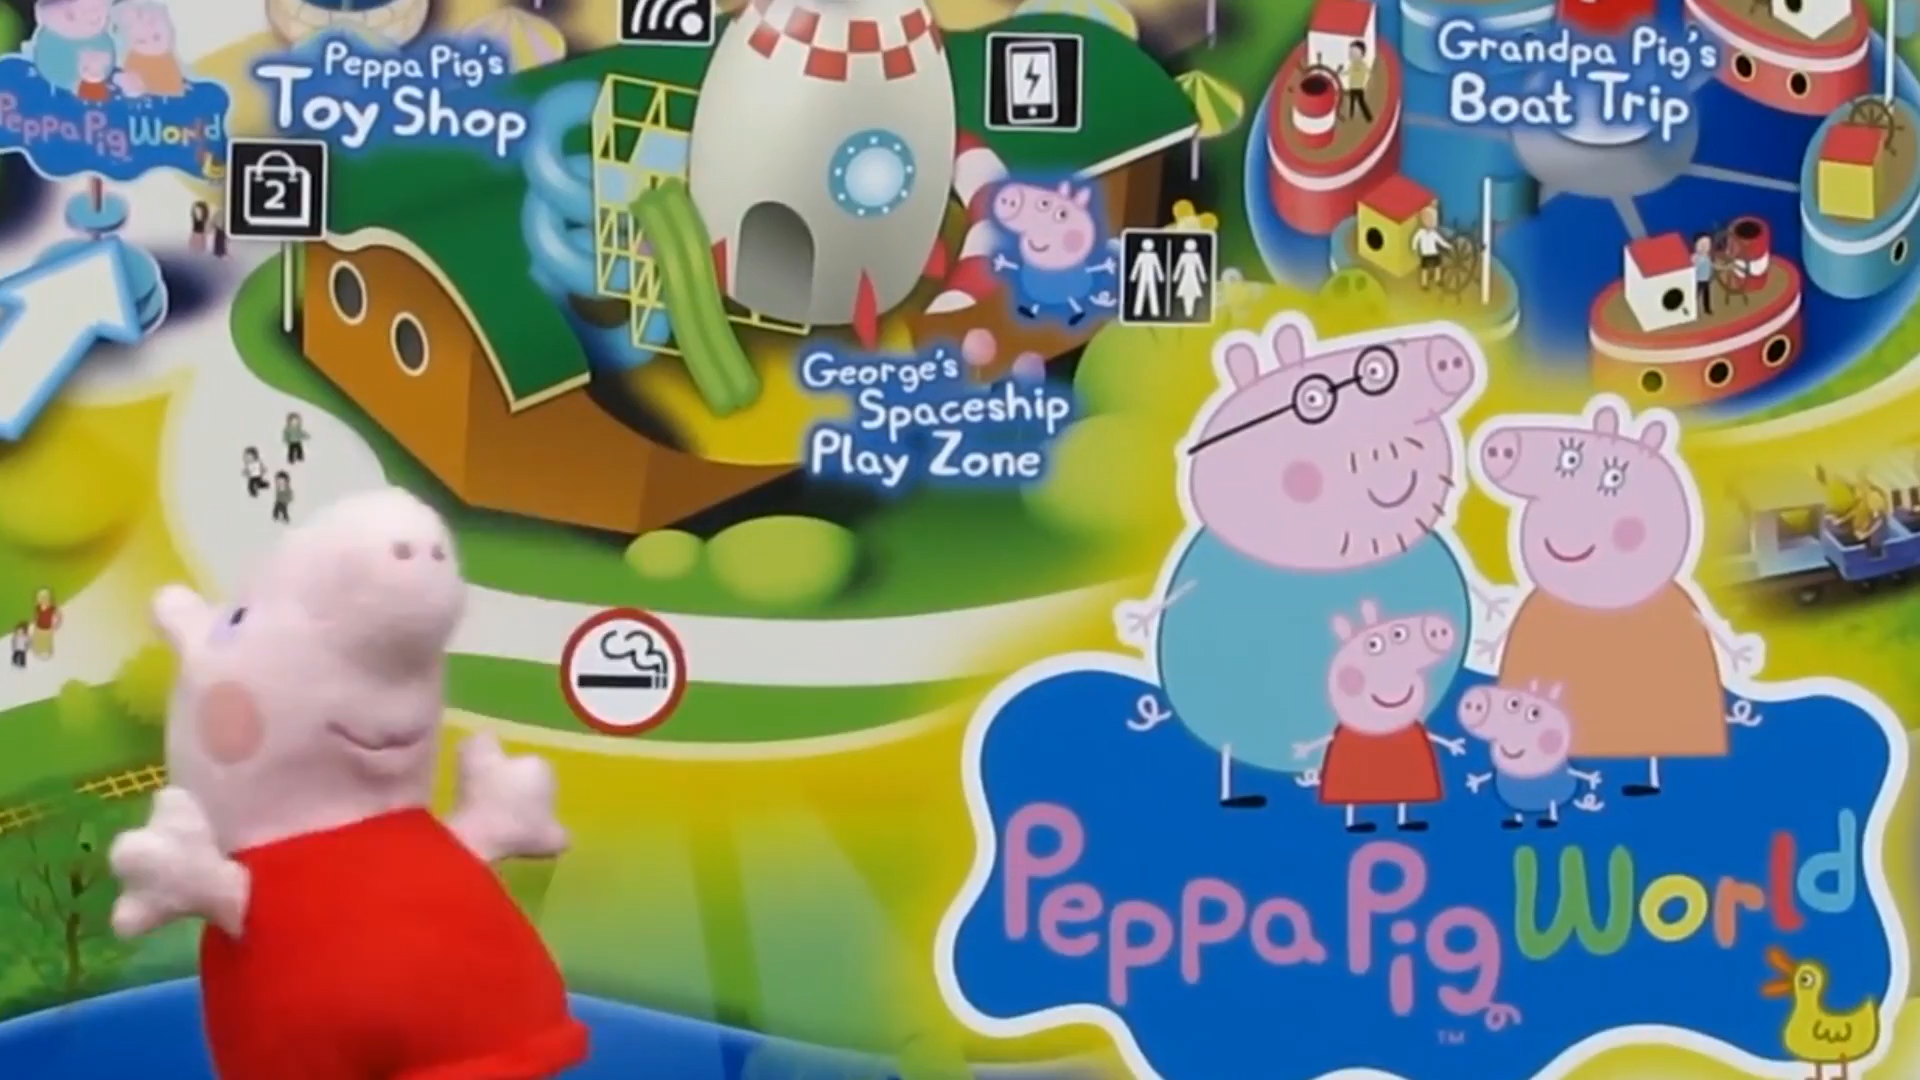 Peppa Pig's
Toy Shop
Grandpa Pig's
Boat Trip
Peppa Pig World
2
George's
Spaceship
Play Zone
Peppa Pig World
TM